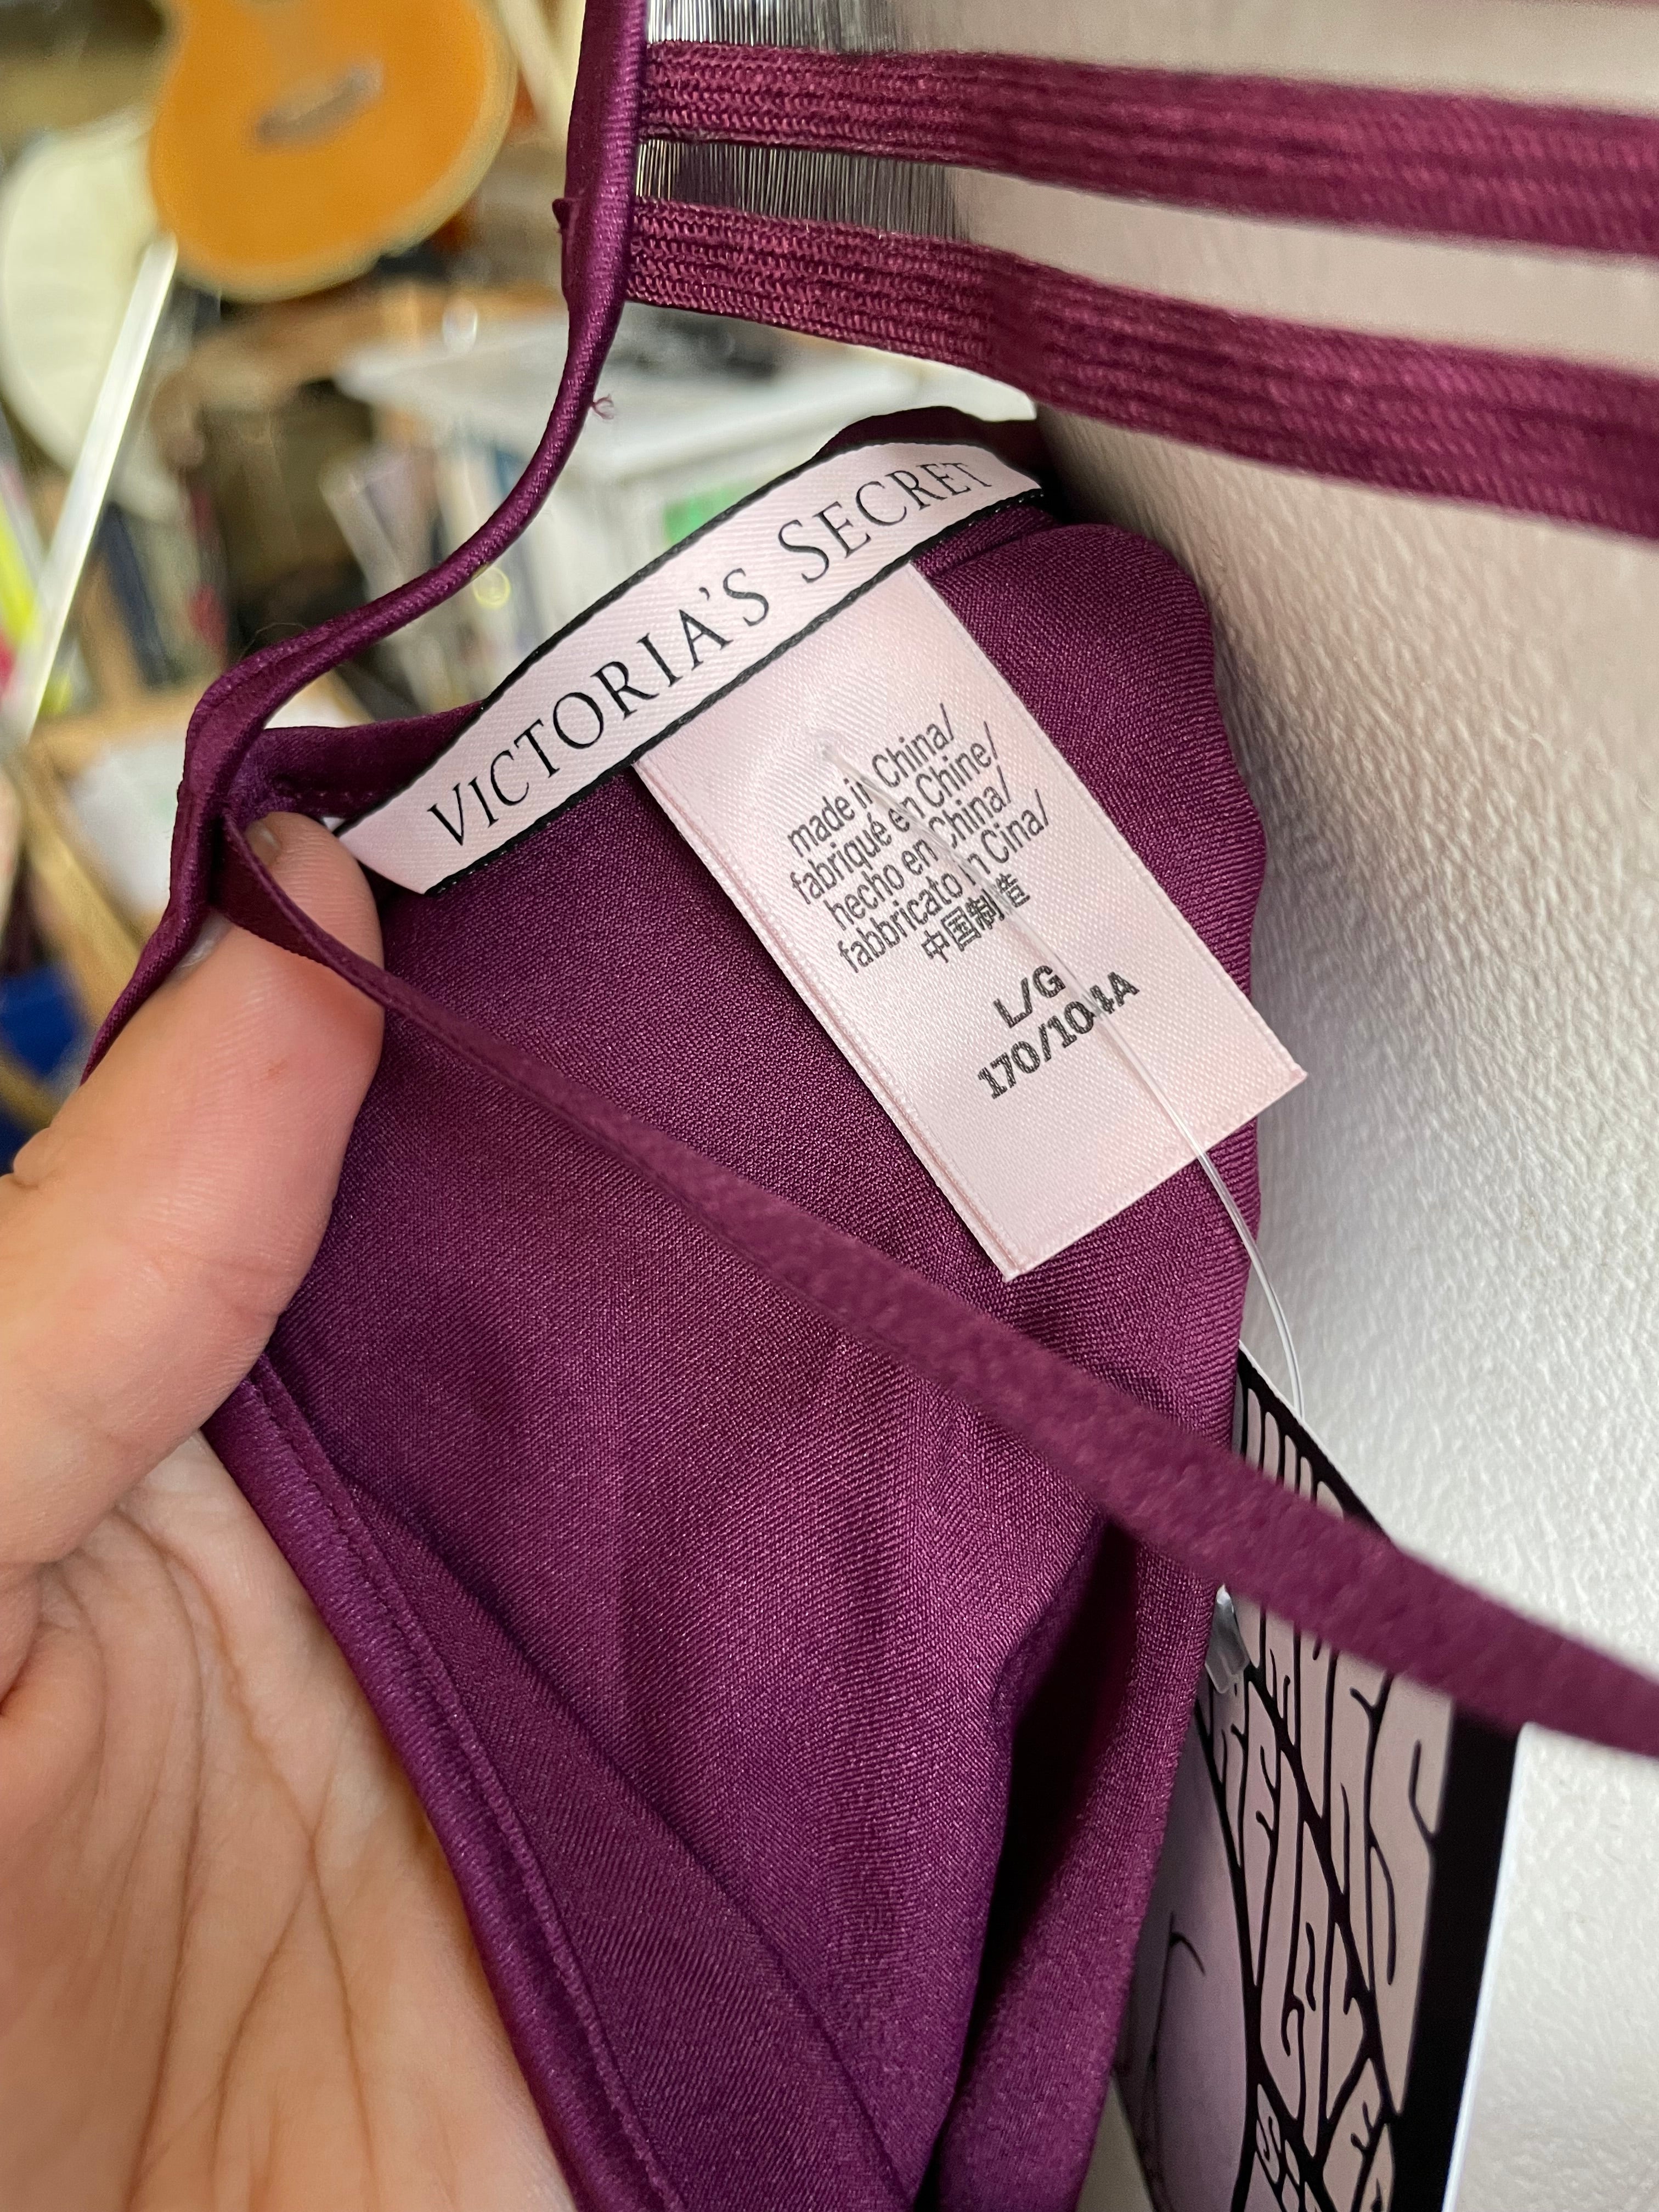 VICTORIA'S SECRET
made in China/
fabriqué en Chine/
hecho en China/
fabbricato in Cina/
中国制造
L/G
170/104A